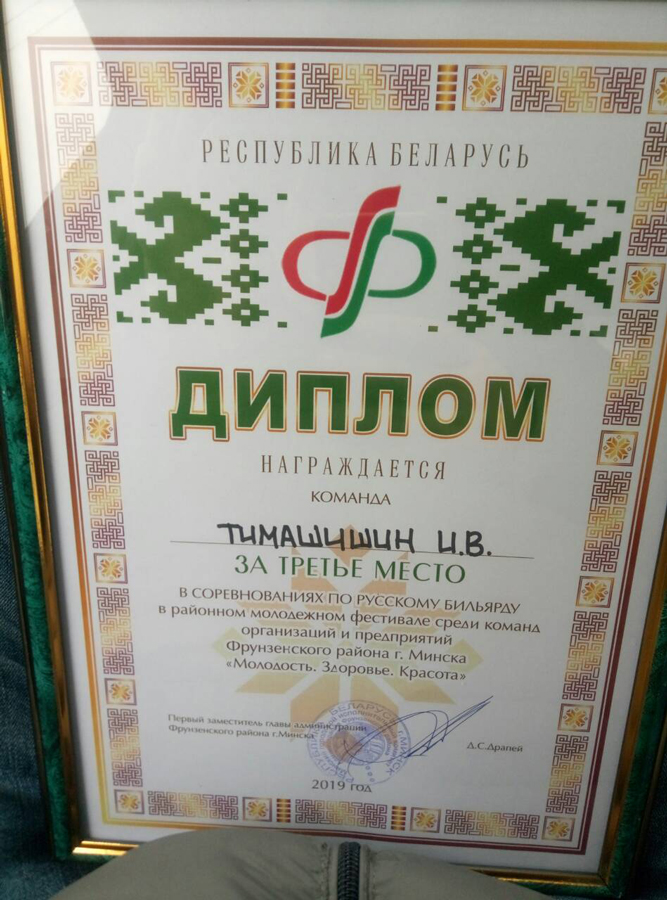 РЕСПУБЛИКА БЕЛАРУСЬ
ДИПЛОМ
НАГРАЖДАЕТСЯ
КОМАНДА
ТИМАШИШИН И.В.
ЗА ТРЕТЬЕ МЕСТО
В СОРЕВНОВАНИЯХ ПО РУССКОМУ БИЛЬЯРДУ
в районном молодежном фестивале среди команд
организаций и предприятий
Фрунзенского района г. Минска
«Молодость. Здоровье. Красота»
Первый заместитель главы администрации
Фрунзенского района г.Минска
Д.С.Драпей
2019 год